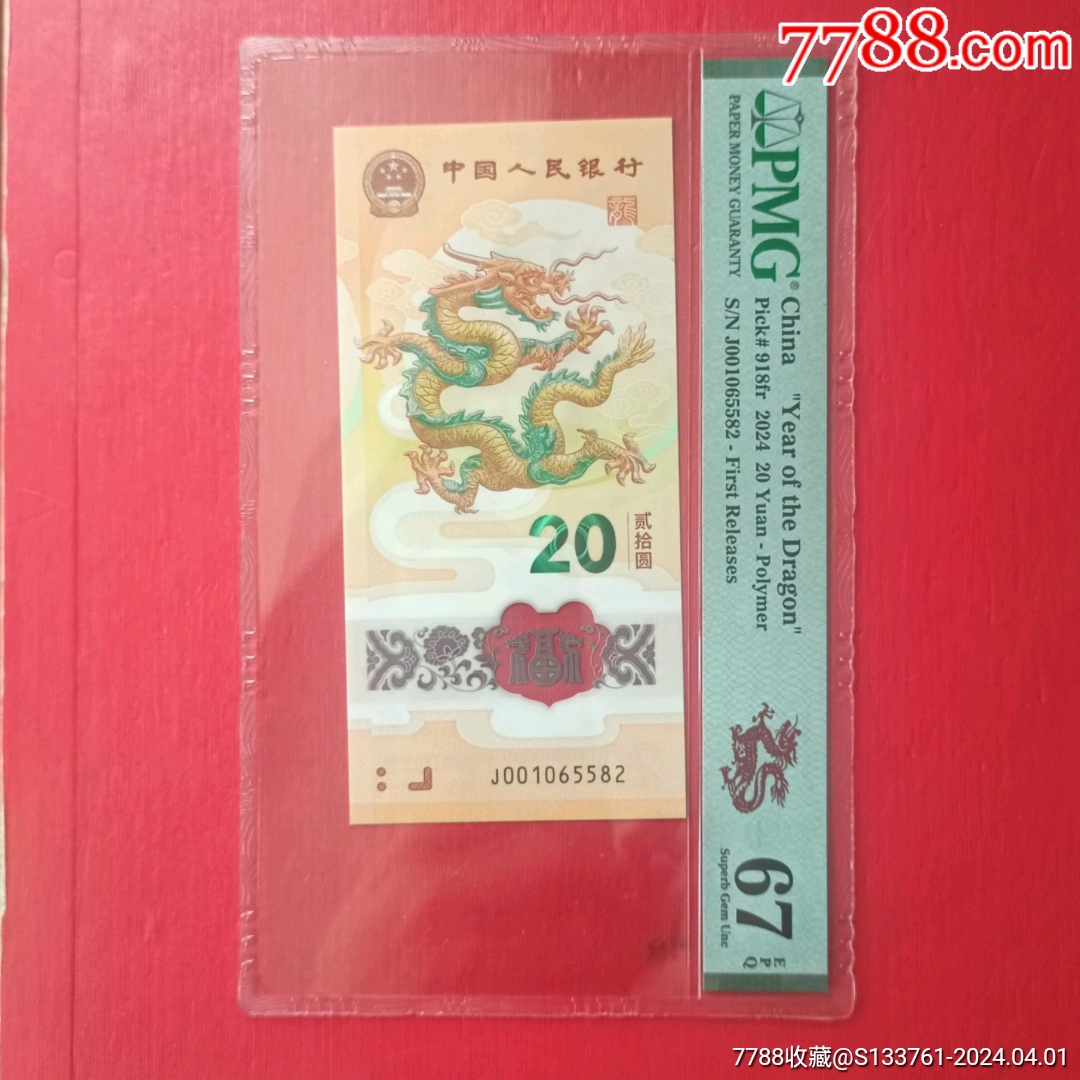 7788.com
中国人民银行
龍
20
贰拾圆
福
J001065582
PMG®
PAPER MONEY GUARANTY
China "Year of the Dragon"
Pick# 918fr 2024 20 Yuan - Polymer
S/N J001065582 - First Releases
67
EPQ
Superb Gem Unc
7788收藏@S133761-2024.04.01